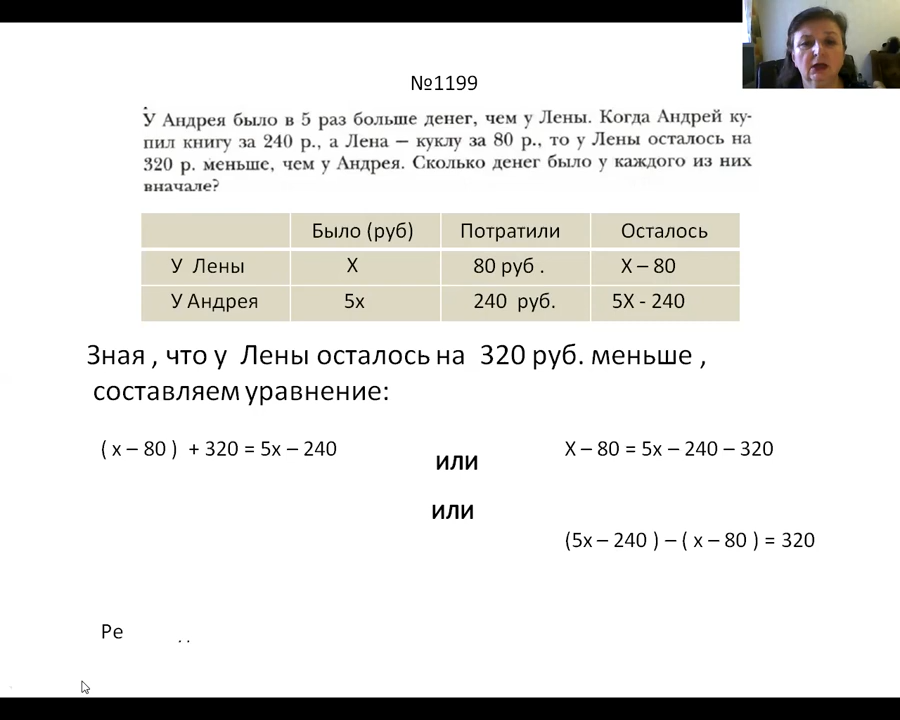 №1199
У Андрея было в 5 раз больше денег, чем у Лены. Когда Андрей ку-
пил книгу за 240 р., а Лена — куклу за 80 р., то у Лены осталось на
320 р. меньше, чем у Андрея. Сколько денег было у каждого из них
вначале?
Было (руб) Потратили Осталось
У Лены Х 80 руб . Х – 80
У Андрея 5х 240 руб. 5Х - 240
Зная , что у Лены осталось на 320 руб. меньше ,
составляем уравнение:
( х – 80 ) + 320 = 5х – 240
или
Х – 80 = 5х – 240 – 320
или
(5х – 240 ) – ( х – 80 ) = 320
Ре